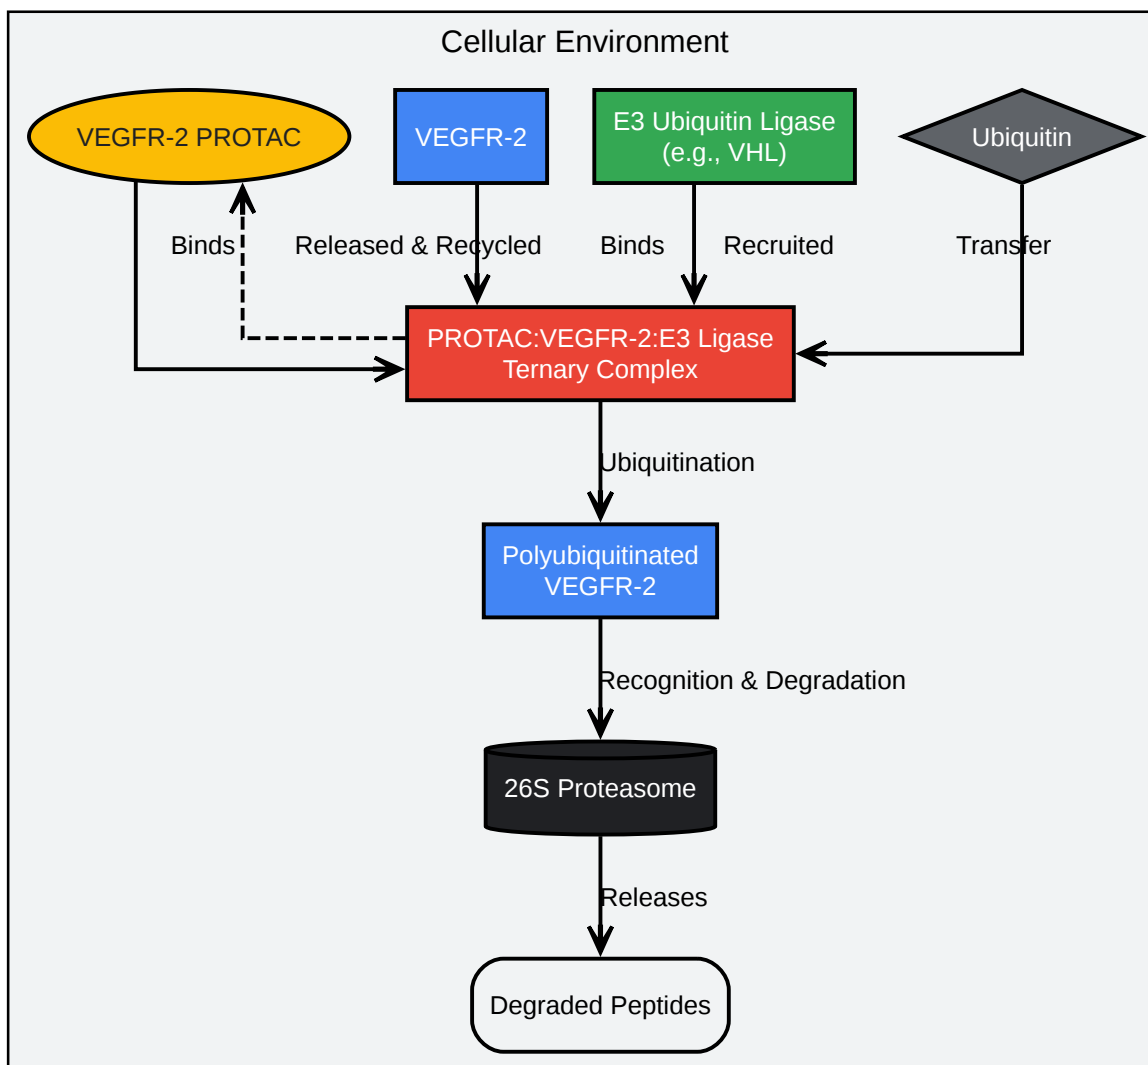 Cellular Environment
VEGFR-2 PROTAC
VEGFR-2
E3 Ubiquitin Ligase
(e.g., VHL)
Ubiquitin
Binds
Released & Recycled
Binds
Recruited
Transfer
PROTAC:VEGFR-2:E3 Ligase
Ternary Complex
Ubiquitination
Polyubiquitinated
VEGFR-2
Recognition & Degradation
26S Proteasome
Releases
Degraded Peptides